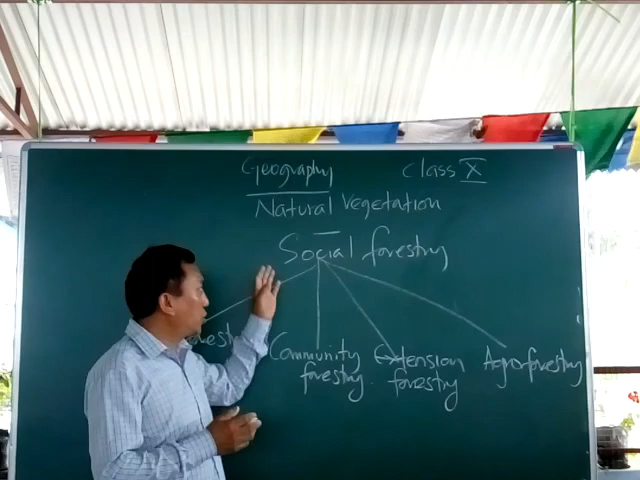 Geography class X
Natural Vegetation
Social forestry
Community Extension Agroforestry
forestry. forestry